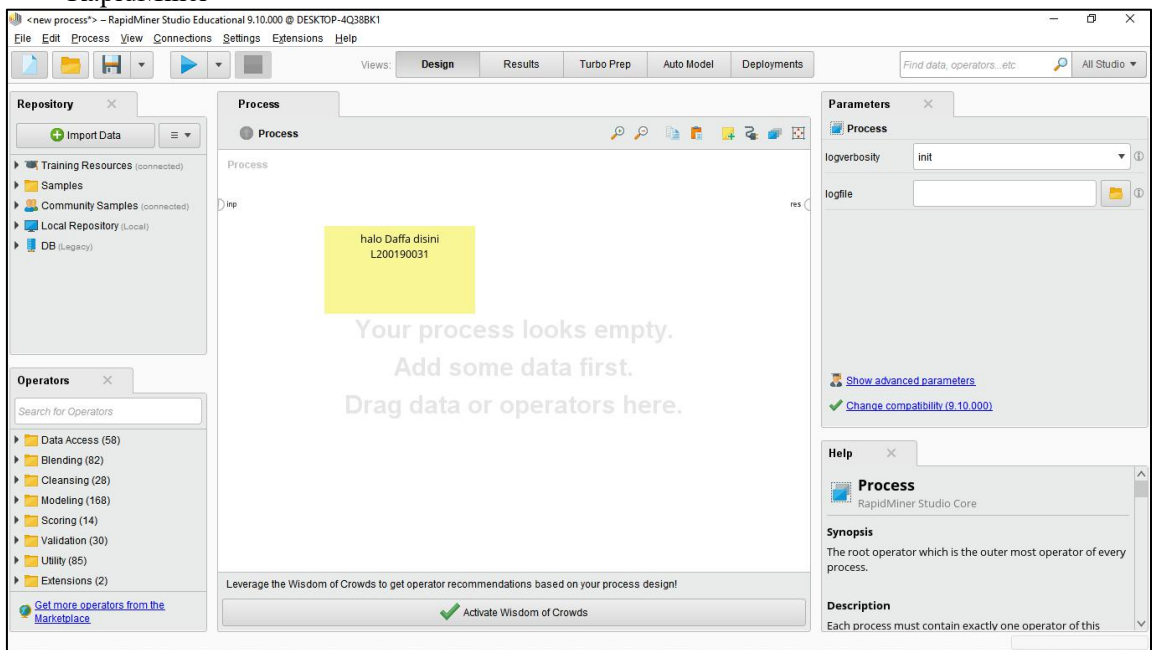 <new process*> – RapidMiner Studio Educational 9.10.000 @ DESKTOP-4Q38BK1
File Edit Process View Connections Settings Extensions Help
Views: Design Results Turbo Prep Auto Model Deployments
Find data, operators...etc
All Studio
Repository
Import Data
Training Resources (connected)
Samples
Community Samples (connected)
Local Repository (Local)
DB (Legacy)
Operators
Search for Operators
Data Access (58)
Blending (82)
Cleansing (28)
Modeling (168)
Scoring (14)
Validation (30)
Utility (85)
Extensions (2)
Get more operators from the
Marketplace
Process
Process
Process
inp
res
halo Daffa disini
L200190031
Your process looks empty.
Add some data first.
Drag data or operators here.
Leverage the Wisdom of Crowds to get operator recommendations based on your process design!
Activate Wisdom of Crowds
Parameters
Process
logverbosity
init
logfile
Show advanced parameters
Change compatibility (9.10.000)
Help
Process
RapidMiner Studio Core
Synopsis
The root operator which is the outer most operator of every
process.
Description
Each process must contain exactly one operator of this